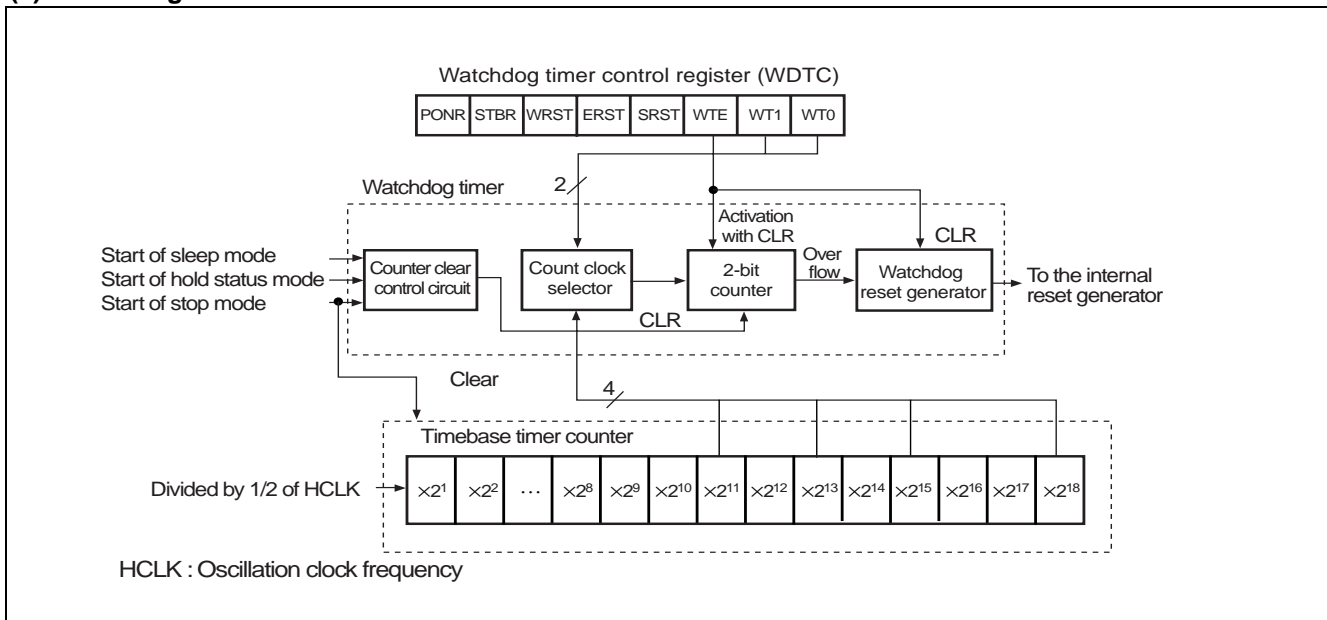 Watchdog timer control register (WDTC)
PONR STBR WRST ERST SRST WTE WT1 WT0
2
Watchdog timer
Activation
with CLR
CLR
Start of sleep mode
Start of hold status mode
Start of stop mode
Counter clear
control circuit
Count clock
selector
2-bit
counter
Over
flow
Watchdog
reset generator
To the internal
reset generator
CLR
Clear
4
Timebase timer counter
Divided by 1/2 of HCLK
×2¹ ×2² ... ×2⁸ ×2⁹ ×2¹⁰ ×2¹¹ ×2¹² ×2¹³ ×2¹⁴ ×2¹⁵ ×2¹⁶ ×2¹⁷ ×2¹⁸
HCLK : Oscillation clock frequency